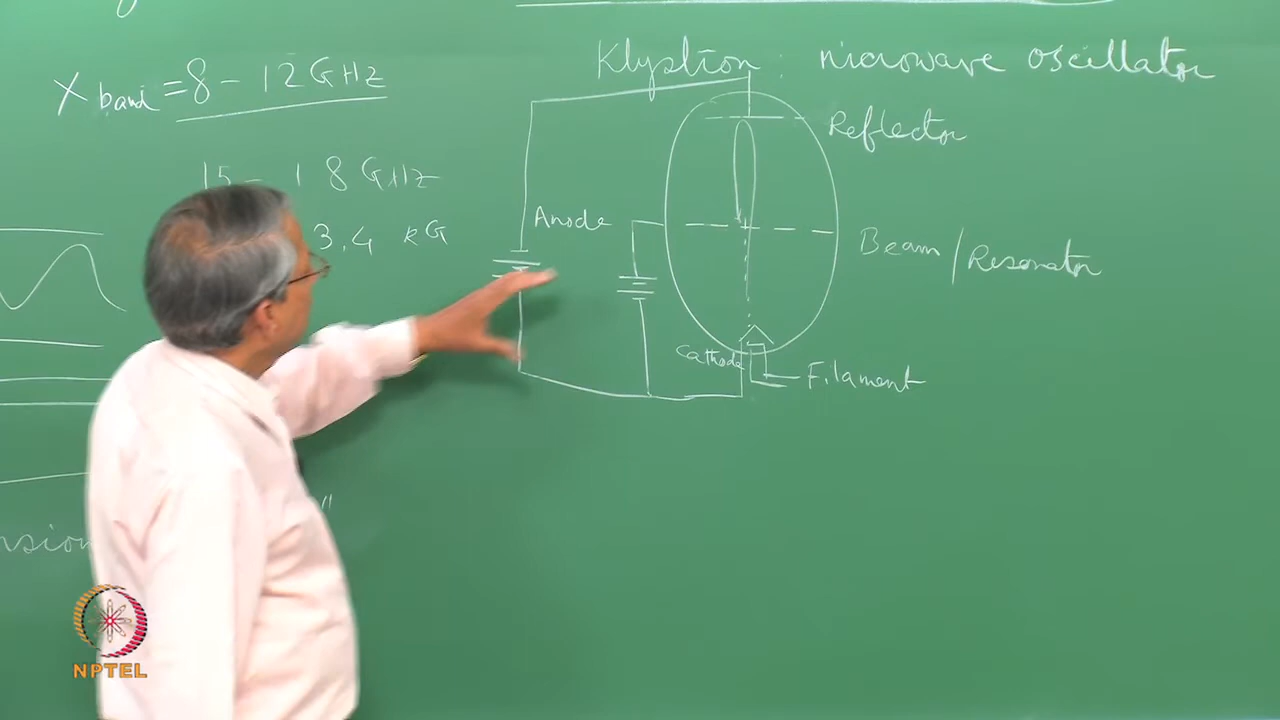 Klystron : microwave oscillator
X band = 8 - 12 GHz
Reflector
18 GHz
Anode
3.4 kG
Beam/Resonator
Cathode
Filament
"
NPTEL